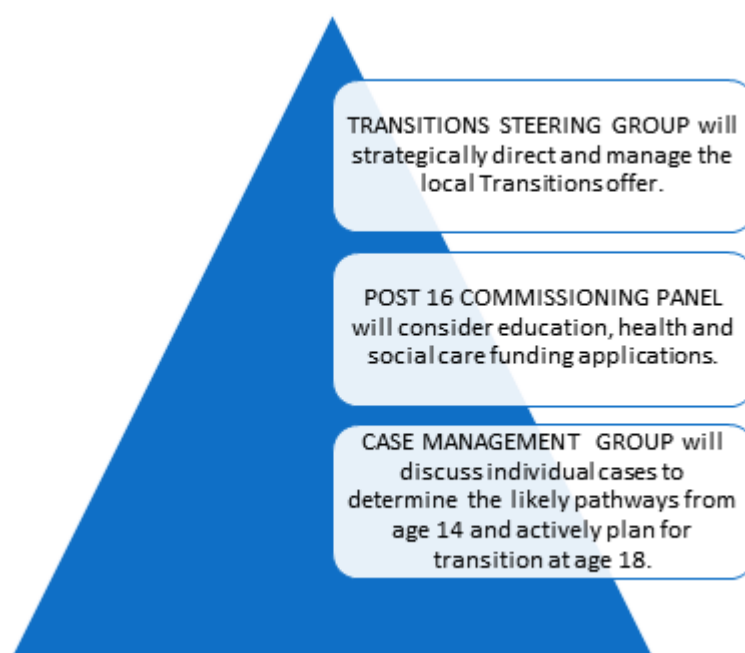 TRANSITIONS STEERING GROUP will
strategically direct and manage the
local Transitions offer.
POST 16 COMMISSIONING PANEL
will consider education, health and
social care funding applications.
CASE MANAGEMENT GROUP will
discuss individual cases to
determine the likely pathways from
age 14 and actively plan for
transition at age 18.